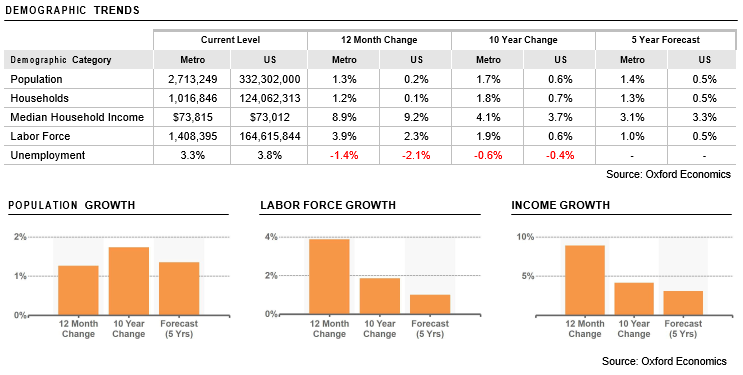 DEMOGRAPHIC TRENDS
Current Level 12 Month Change 10 Year Change 5 Year Forecast
Demographic Category Metro US Metro US Metro US Metro US
Population 2,713,249 332,302,000 1.3% 0.2% 1.7% 0.6% 1.4% 0.5%
Households 1,016,846 124,062,313 1.2% 0.1% 1.8% 0.7% 1.3% 0.5%
Median Household Income $73,815 $73,012 8.9% 9.2% 4.1% 3.7% 3.1% 3.3%
Labor Force 1,408,395 164,615,844 3.9% 2.3% 1.9% 0.6% 1.0% 0.5%
Unemployment 3.3% 3.8% -1.4% -2.1% -0.6% -0.4% - -
Source: Oxford Economics
POPULATION GROWTH
2%
1%
0%
12 Month Change
10 Year Change
Forecast (5 Yrs)
LABOR FORCE GROWTH
4%
2%
0%
12 Month Change
10 Year Change
Forecast (5 Yrs)
INCOME GROWTH
10%
5%
0%
12 Month Change
10 Year Change
Forecast (5 Yrs)
Source: Oxford Economics